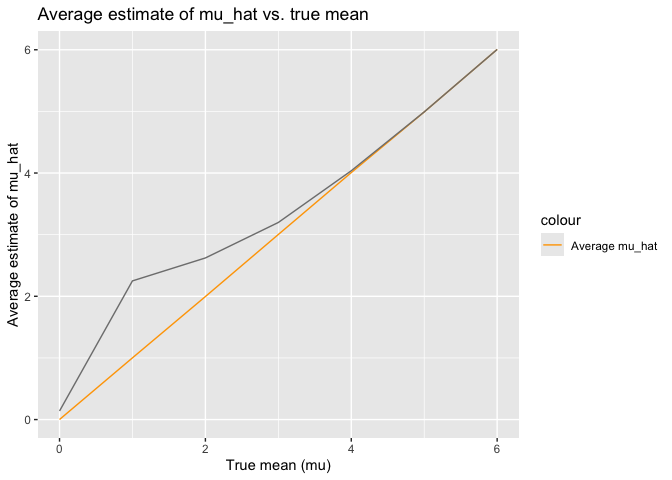 Average estimate of mu_hat vs. true mean
Average estimate of mu_hat
6
4
2
0
0 2 4 6
True mean (mu)
colour
Average mu_hat